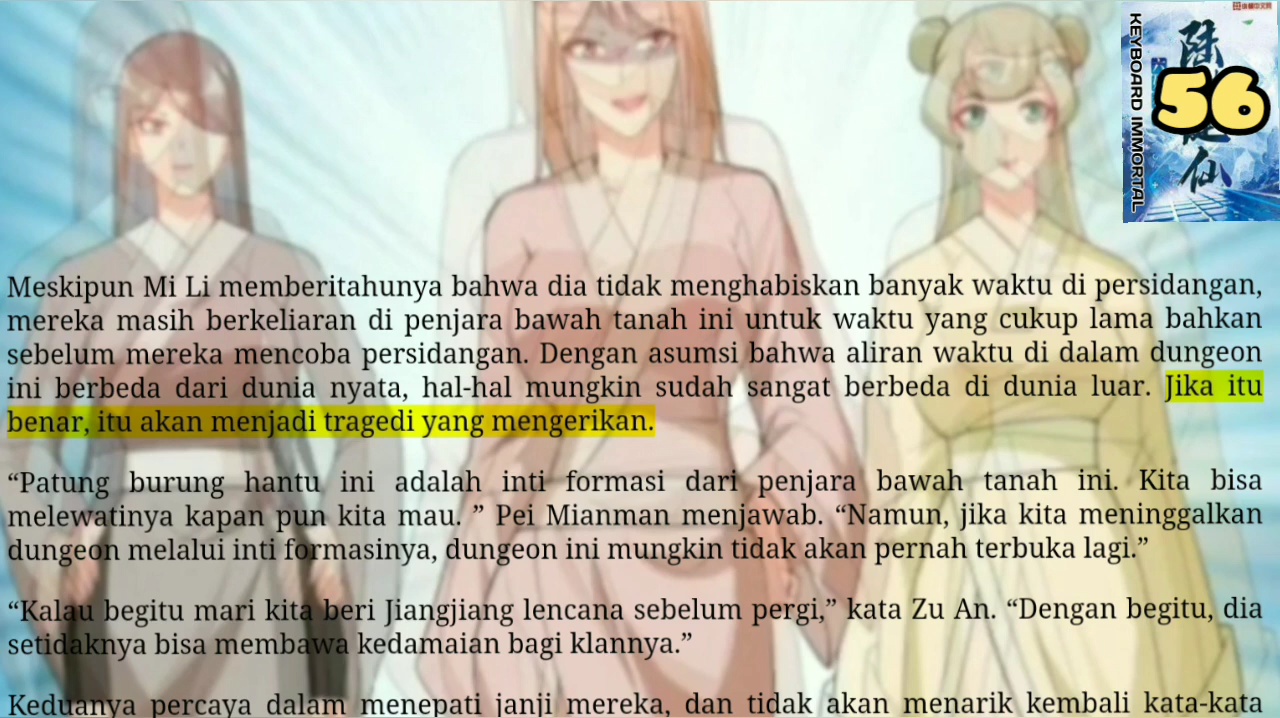 KEYBOARD IMMORTAL
56
Meskipun Mi Li memberitahunya bahwa dia tidak menghabiskan banyak waktu di persidangan,
mereka masih berkeliaran di penjara bawah tanah ini untuk waktu yang cukup lama bahkan
sebelum mereka mencoba persidangan. Dengan asumsi bahwa aliran waktu di dalam dungeon
ini berbeda dari dunia nyata, hal-hal mungkin sudah sangat berbeda di dunia luar. Jika itu
benar, itu akan menjadi tragedi yang mengerikan.
“Patung burung hantu ini adalah inti formasi dari penjara bawah tanah ini. Kita bisa
melewatinya kapan pun kita mau. ” Pei Mianman menjawab. “Namun, jika kita meninggalkan
dungeon melalui inti formasinya, dungeon ini mungkin tidak akan pernah terbuka lagi.”
“Kalau begitu mari kita beri Jiangjiang lencana sebelum pergi,” kata Zu An. “Dengan begitu, dia
setidaknya bisa membawa kedamaian bagi klannya.”
Keduanya percaya dalam menepati janji mereka, dan tidak akan menarik kembali kata-kata